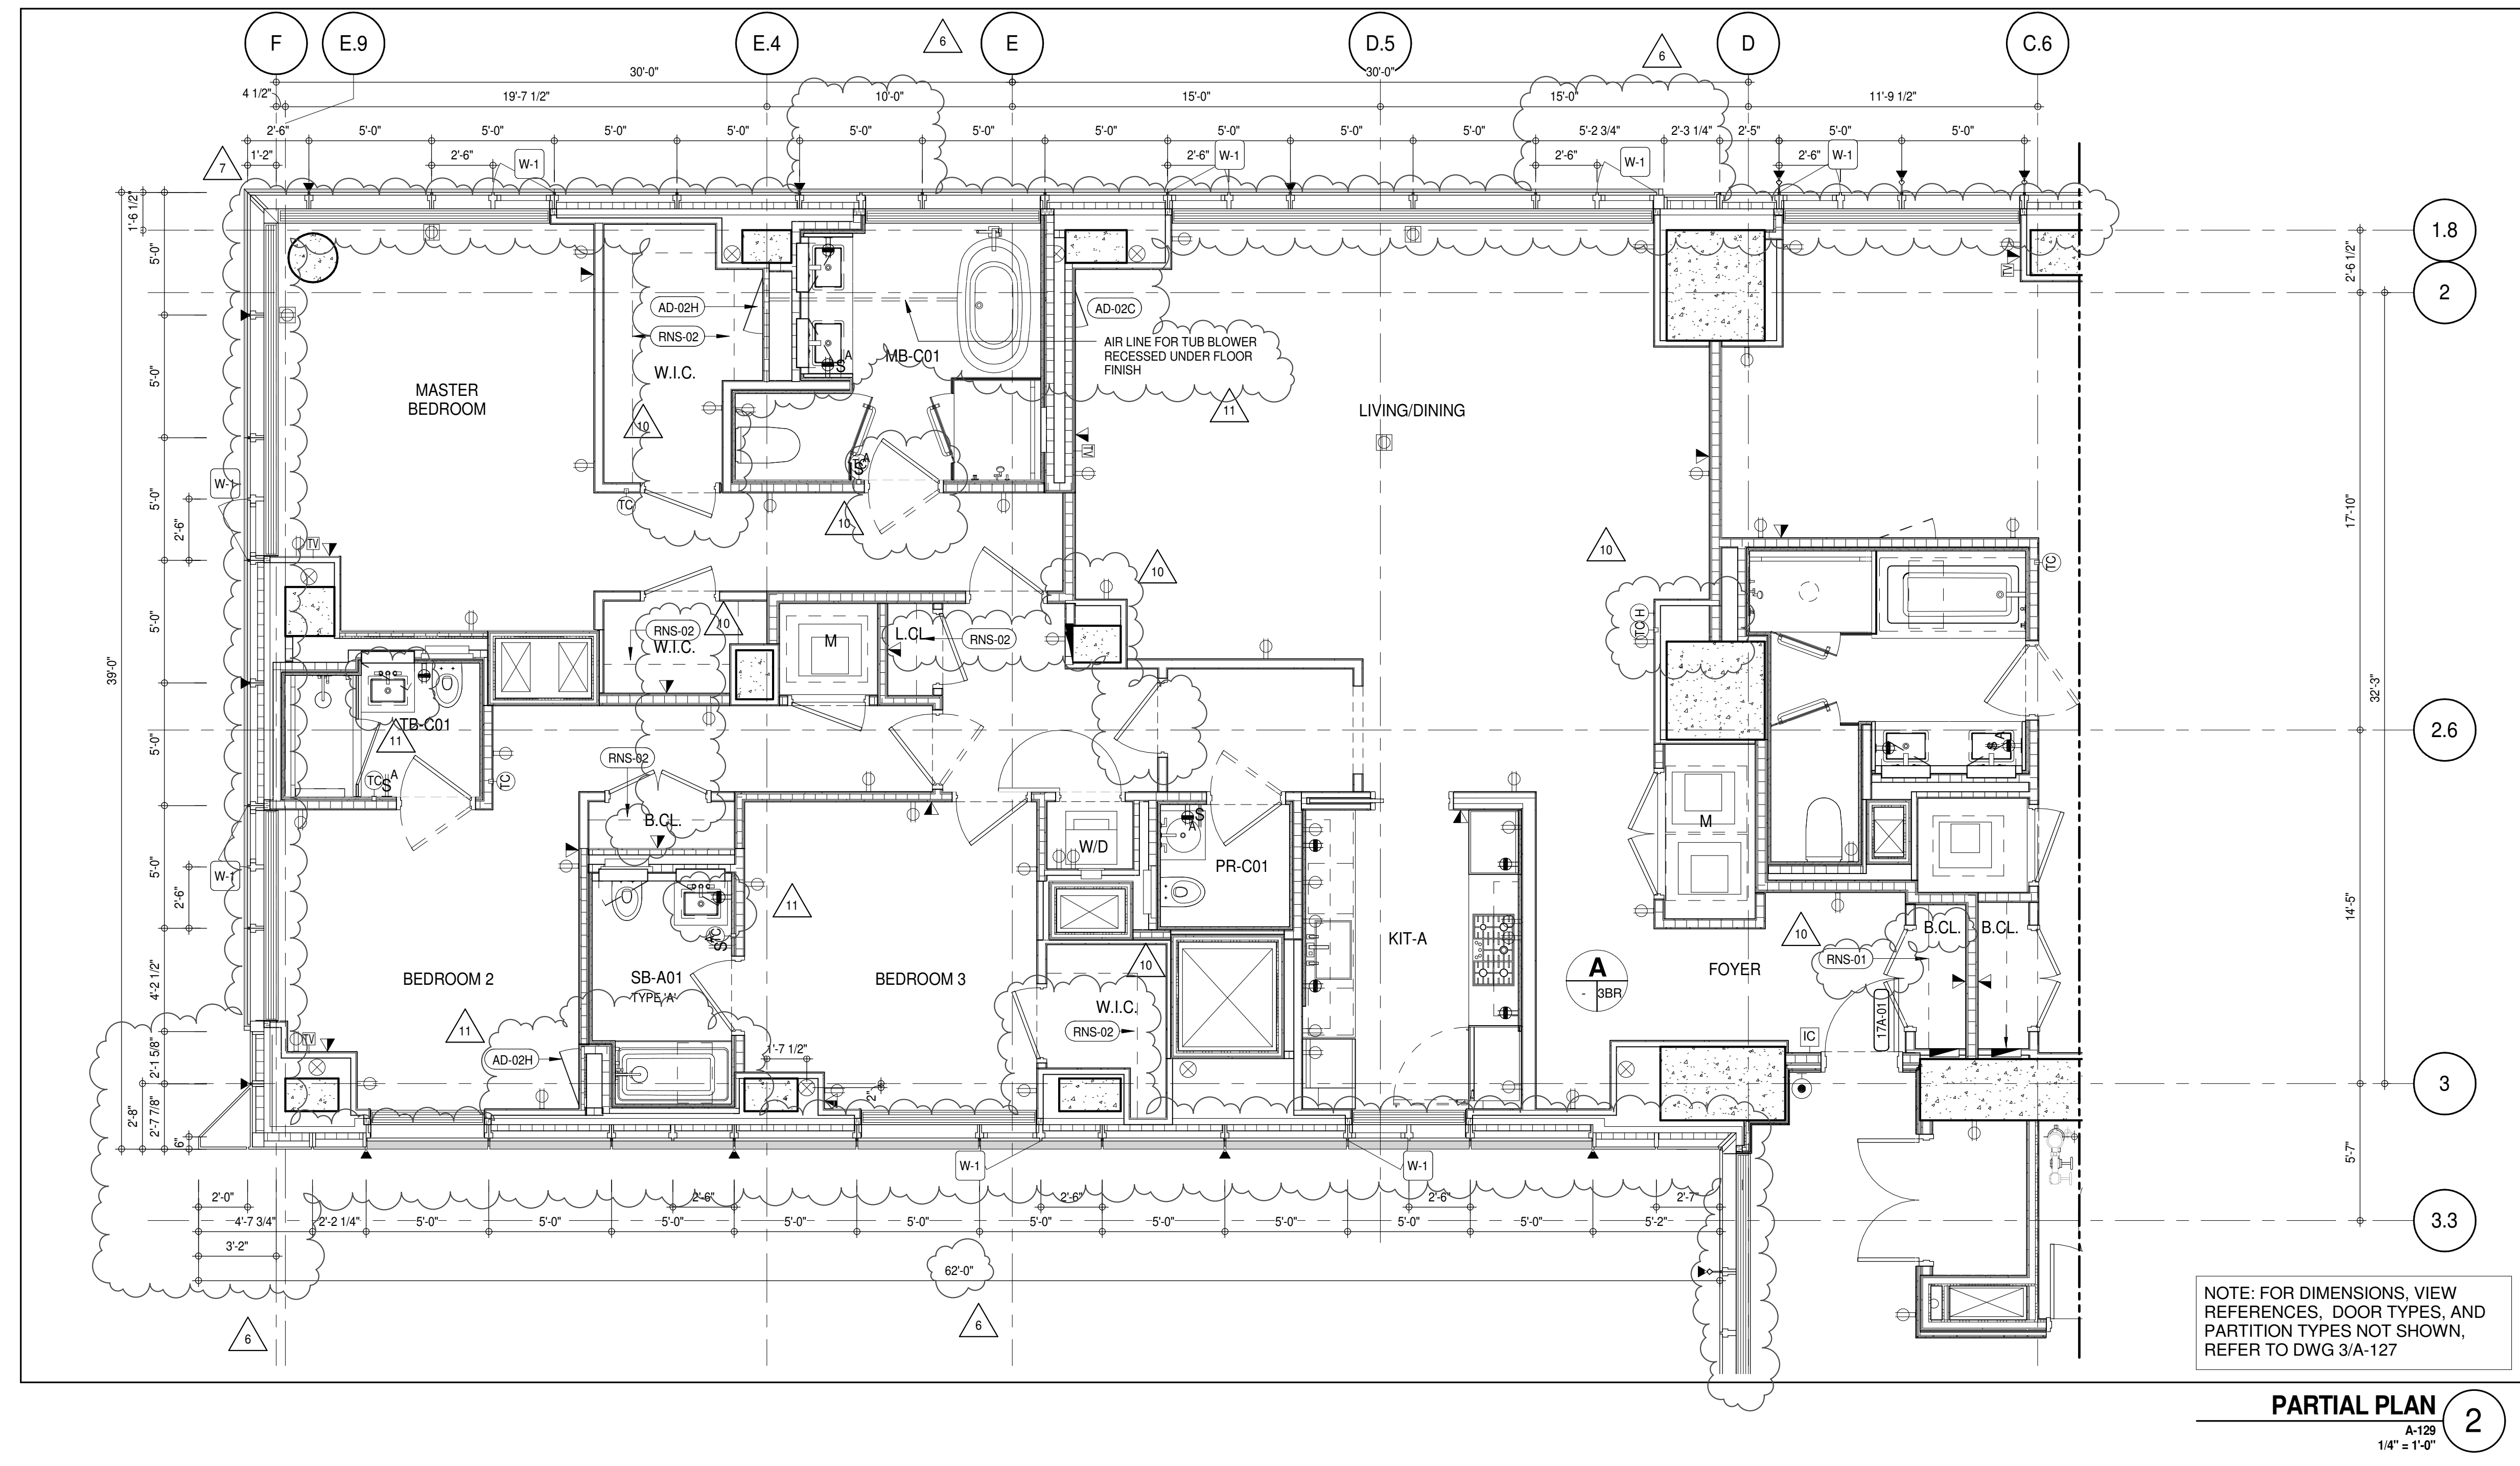 F
E.9
E.4
6
E
D.5
6
D
C.6
30'-0"
30'-0"
4 1/2"
19'-7 1/2"
10'-0"
15'-0"
15'-0"
11'-9 1/2"
2'-6"
5'-0"
5'-0"
5'-0"
5'-0"
5'-0"
5'-0"
5'-0"
5'-0"
5'-0"
5'-0"
5'-2 3/4"
2'-3 1/4"
2'-5"
5'-0"
5'-0"
7
1'-2"
2'-6"
W-1
2'-6"
W-1
2'-6"
W-1
2'-6"
W-1
1'-6 1/2"
5'-0"
5'-0"
5'-0"
5'-0"
5'-0"
5'-0"
4'-2 1/2"
2'-1 5/8"
2'-7 7/8"
2'-8"
6"
39'-0"
2'-6"
2'-6"
W-1
W-1
1.8
2
2.6
3
3.3
2'-6 1/2"
17'-10"
32'-3"
14'-5"
5'-7"
AD-02H
RNS-02
AD-02C
TV
AIR LINE FOR TUB BLOWER
RECESSED UNDER FLOOR
FINISH
MB-C01
S
A
W.I.C.
MASTER
BEDROOM
LIVING/DINING
11
10
TV
S
A
TC
10
10
10
TV
TC
TCH
RNS-02
10
W.I.C.
M
L.CL.
RNS-02
TB-C01
11
TC
S
A
TC
RNS-02
B.CL.
W/D
S
A
PR-C01
M
S
A
11
S
TC
KIT-A
10
B.CL.
B.CL.
RNS-01
BEDROOM 2
SB-A01
TYPE 'A'
BEDROOM 3
10
W.I.C.
RNS-02
A
-
3BR
FOYER
17A-01
IC
11
TV
AD-02H
1'-7 1/2"
2"
W-1
W-1
2'-0"
2'-6"
2'-6"
2'-6"
2'-7"
4'-7 3/4"
2'-2 1/4"
5'-0"
5'-0"
5'-0"
5'-0"
5'-0"
5'-0"
5'-0"
5'-0"
5'-0"
5'-0"
5'-2"
3'-2"
62'-0"
6
6
NOTE: FOR DIMENSIONS, VIEW
REFERENCES, DOOR TYPES, AND
PARTITION TYPES NOT SHOWN,
REFER TO DWG 3/A-127
PARTIAL PLAN
2
A-129
1/4" = 1'-0"